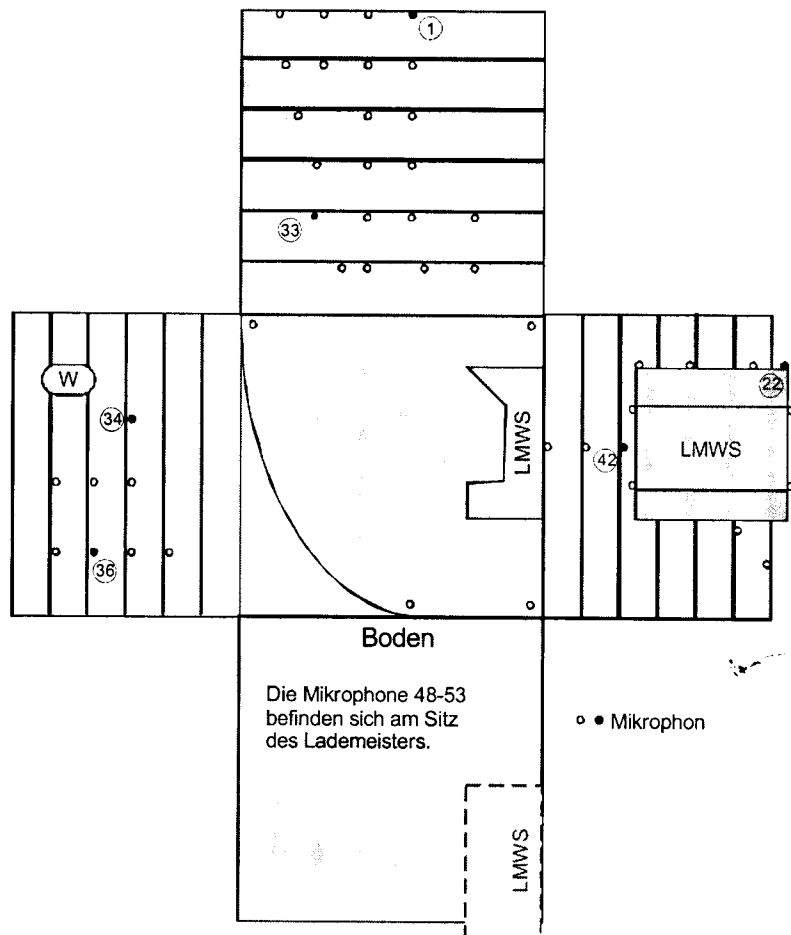 1
33
W
34
36
22
42
LMWS
LMWS
Boden
Die Mikrophone 48-53
befinden sich am Sitz
des Lademeisters.
Mikrophon
LMWS